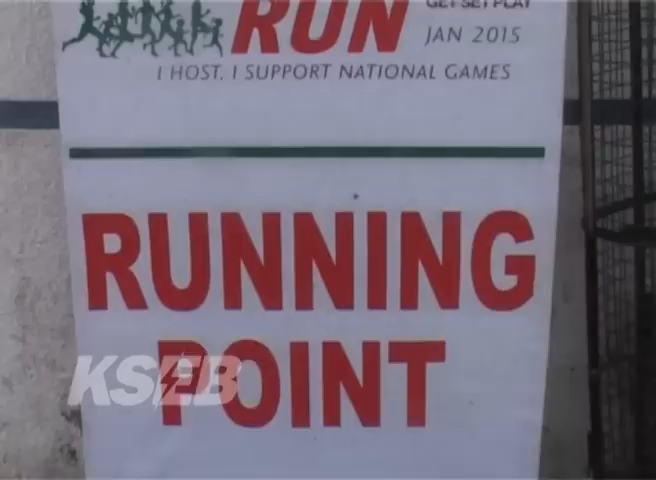 GET SET PLAY
RUN JAN 2015
I HOST. I SUPPORT NATIONAL GAMES
RUNNING
POINT
KSEB